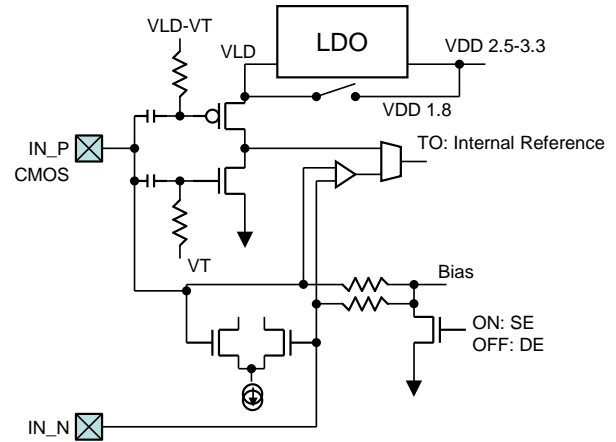 VLD-VT
VLD
LDO
VDD 2.5-3.3
VDD 1.8
IN_P
CMOS
TO: Internal Reference
VT
Bias
ON: SE
OFF: DE
IN_N